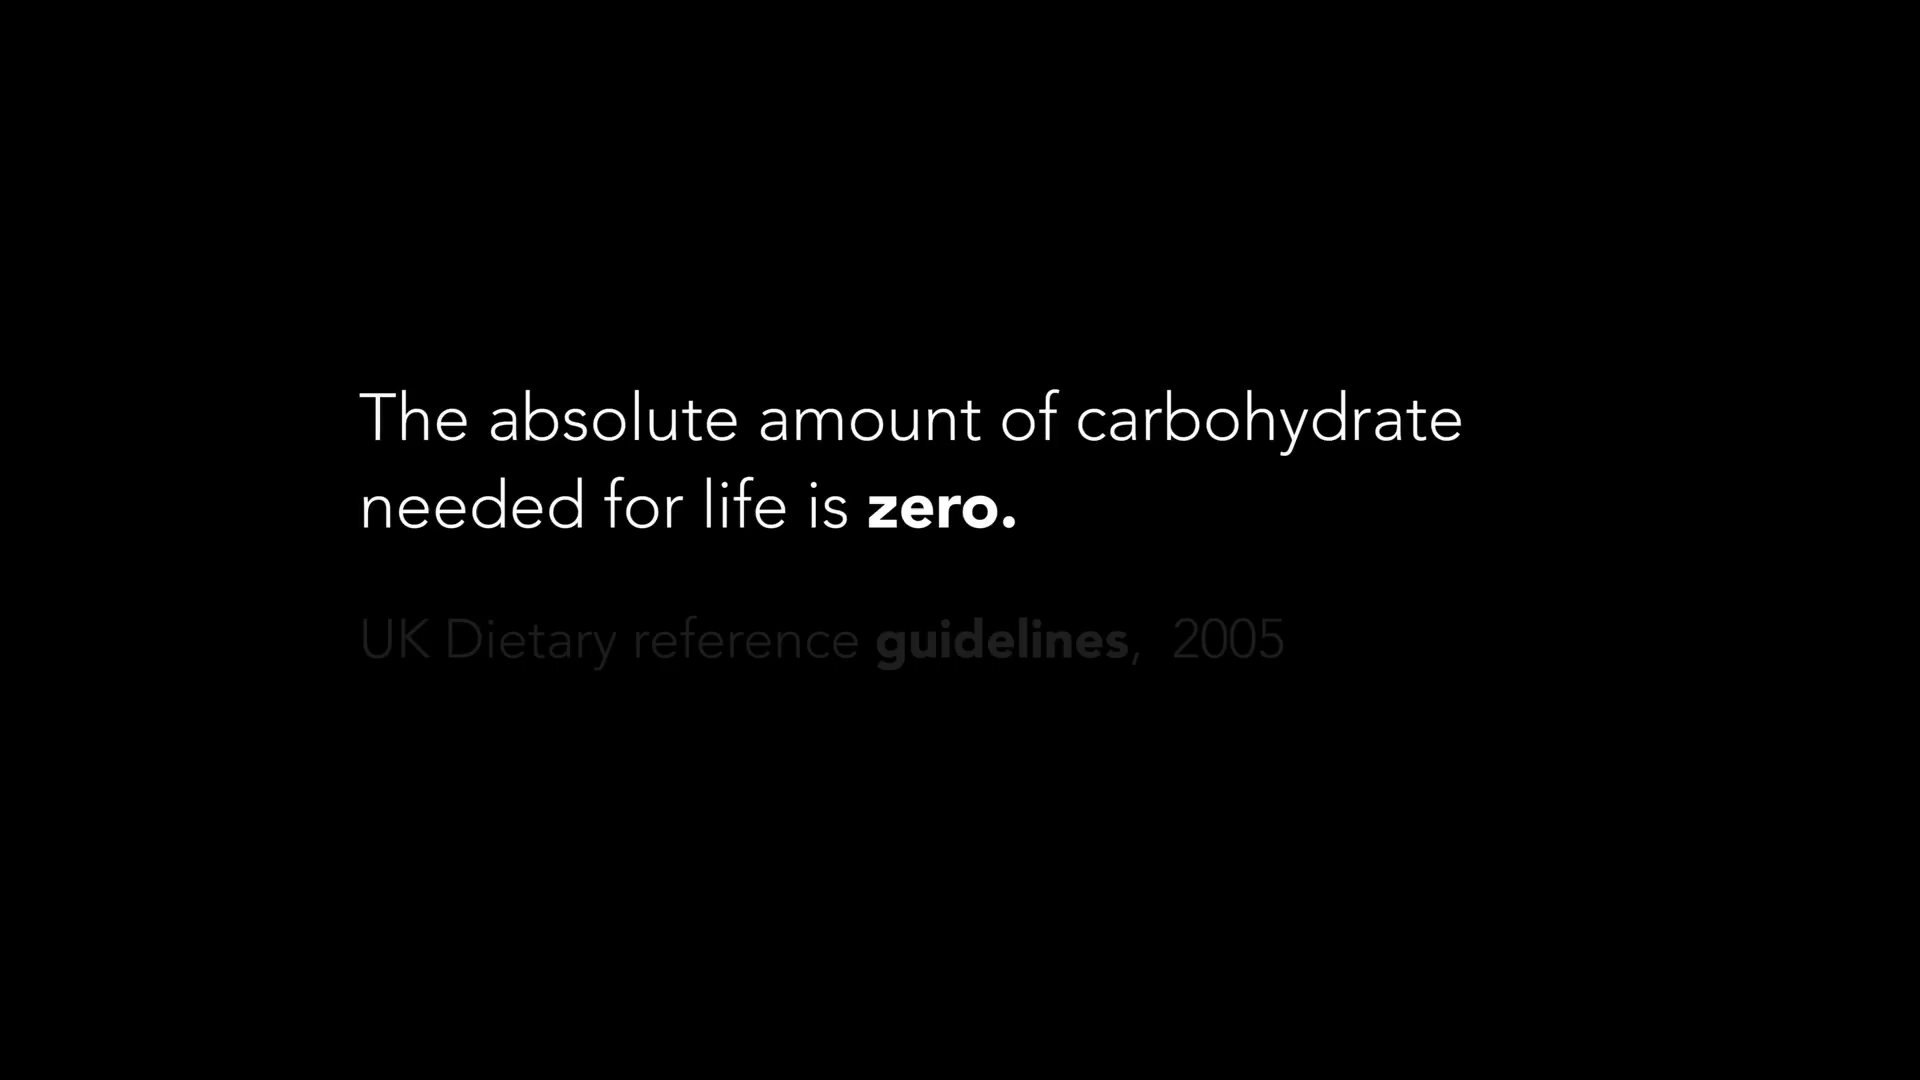 The absolute amount of carbohydrate
needed for life is zero.
UK Dietary reference guidelines, 2005